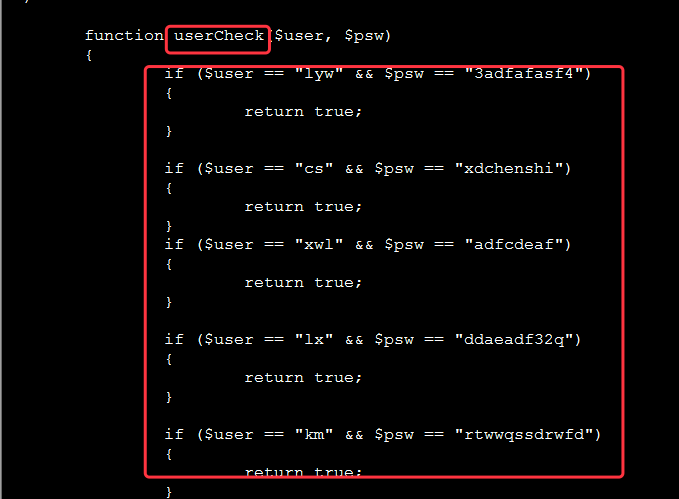 function userCheck($user, $psw)
{
if ($user == "lyw" && $psw == "3adfafasf4")
{
return true;
}
if ($user == "cs" && $psw == "xdchenshi")
{
return true;
}
if ($user == "xwl" && $psw == "adfcdeaf")
{
return true;
}
if ($user == "lx" && $psw == "ddaeadf32q")
{
return true;
}
if ($user == "km" && $psw == "rtwwqssdrwfd")
{
return true;
}